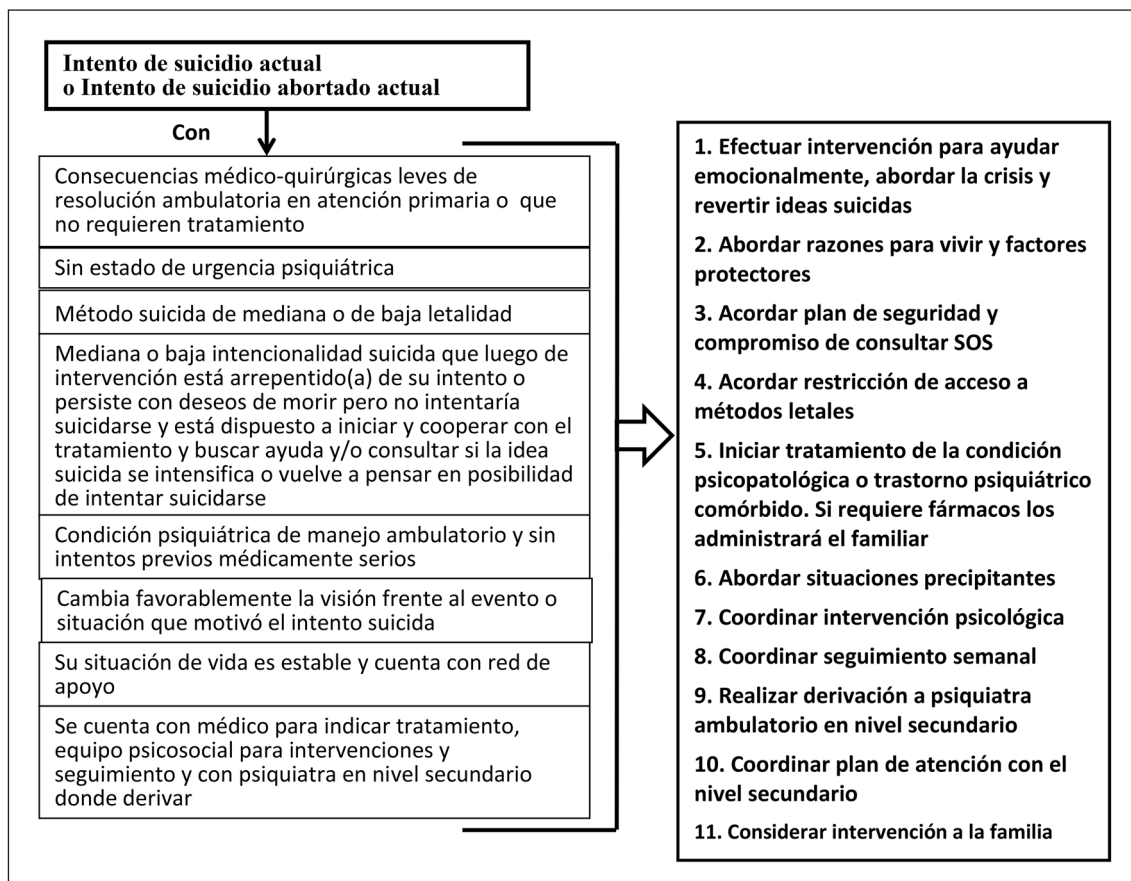 Intento de suicidio actual
o Intento de suicidio abortado actual
Con
Consecuencias médico-quirúrgicas leves de
resolución ambulatoria en atención primaria o que
no requieren tratamiento
Sin estado de urgencia psiquiátrica
Método suicida de mediana o de baja letalidad
Mediana o baja intencionalidad suicida que luego de
intervención está arrepentido(a) de su intento o
persiste con deseos de morir pero no intentaría
suicidarse y está dispuesto a iniciar y cooperar con el
tratamiento y buscar ayuda y/o consultar si la idea
suicida se intensifica o vuelve a pensar en posibilidad
de intentar suicidarse
Condición psiquiátrica de manejo ambulatorio y sin
intentos previos médicamente serios
Cambia favorablemente la visión frente al evento o
situación que motivó el intento suicida
Su situación de vida es estable y cuenta con red de
apoyo
Se cuenta con médico para indicar tratamiento,
equipo psicosocial para intervenciones y
seguimiento y con psiquiatra en nivel secundario
donde derivar
1. Efectuar intervención para ayudar
emocionalmente, abordar la crisis y
revertir ideas suicidas
2. Abordar razones para vivir y factores
protectores
3. Acordar plan de seguridad y
compromiso de consultar SOS
4. Acordar restricción de acceso a
métodos letales
5. Iniciar tratamiento de la condición
psicopatológica o trastorno psiquiátrico
comórbido. Si requiere fármacos los
administrará el familiar
6. Abordar situaciones precipitantes
7. Coordinar intervención psicológica
8. Coordinar seguimiento semanal
9. Realizar derivación a psiquiatra
ambulatorio en nivel secundario
10. Coordinar plan de atención con el
nivel secundario
11. Considerar intervención a la familia